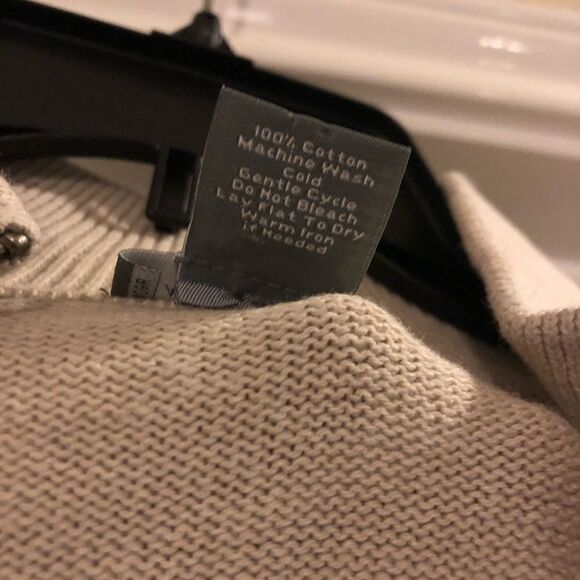 100% Cotton
Machine Wash
Cold
Gentle Cycle
Do Not Bleach
Lay Flat To Dry
Warm Iron
if Needed